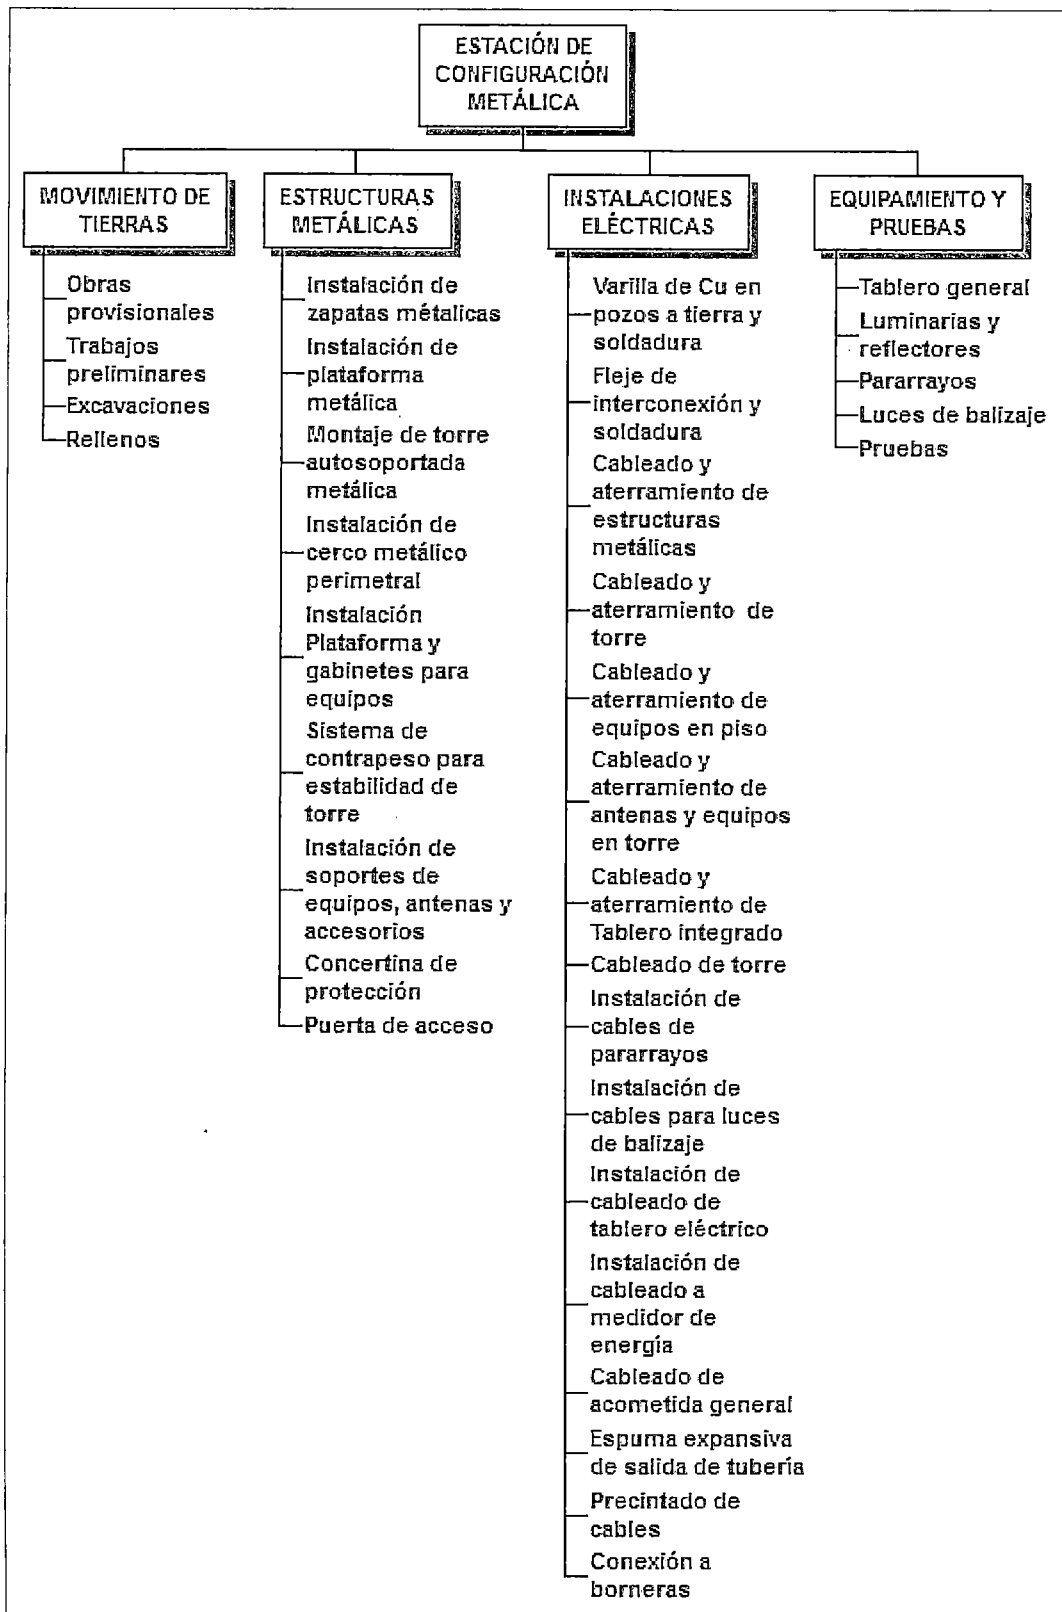 ESTACIÓN DE
CONFIGURACIÓN
METÁLICA
MOVIMIENTO DE
TIERRAS
Obras
provisionales
Trabajos
preliminares
Excavaciones
Rellenos
ESTRUCTURAS
METÁLICAS
Instalación de
zapatas métalicas
Instalación de
plataforma
metálica
Montaje de torre
autosoportada
metálica
Instalación de
cerco metálico
perimetral
Instalación
Plataforma y
gabinetes para
equipos
Sistema de
contrapeso para
estabilidad de
torre
Instalación de
soportes de
equipos, antenas y
accesorios
Concertina de
protección
Puerta de acceso
INSTALACIONES
ELÉCTRICAS
Varilla de Cu en
pozos a tierra y
soldadura
Fleje de
interconexión y
soldadura
Cableado y
aterramiento de
estructuras
metálicas
Cableado y
aterramiento de
torre
Cableado y
aterramiento de
equipos en piso
Cableado y
aterramiento de
antenas y equipos
en torre
Cableado y
aterramiento de
Tablero integrado
Cableado de torre
Instalación de
cables de
pararrayos
Instalación de
cables para luces
de balizaje
Instalación de
cableado de
tablero eléctrico
Instalación de
cableado a
medidor de
energía
Cableado de
acometida general
Espuma expansiva
de salida de tubería
Precintado de
cables
Conexión a
borneras
EQUIPAMIENTO Y
PRUEBAS
Tablero general
Luminarias y
reflectores
Pararrayos
Luces de balizaje
Pruebas